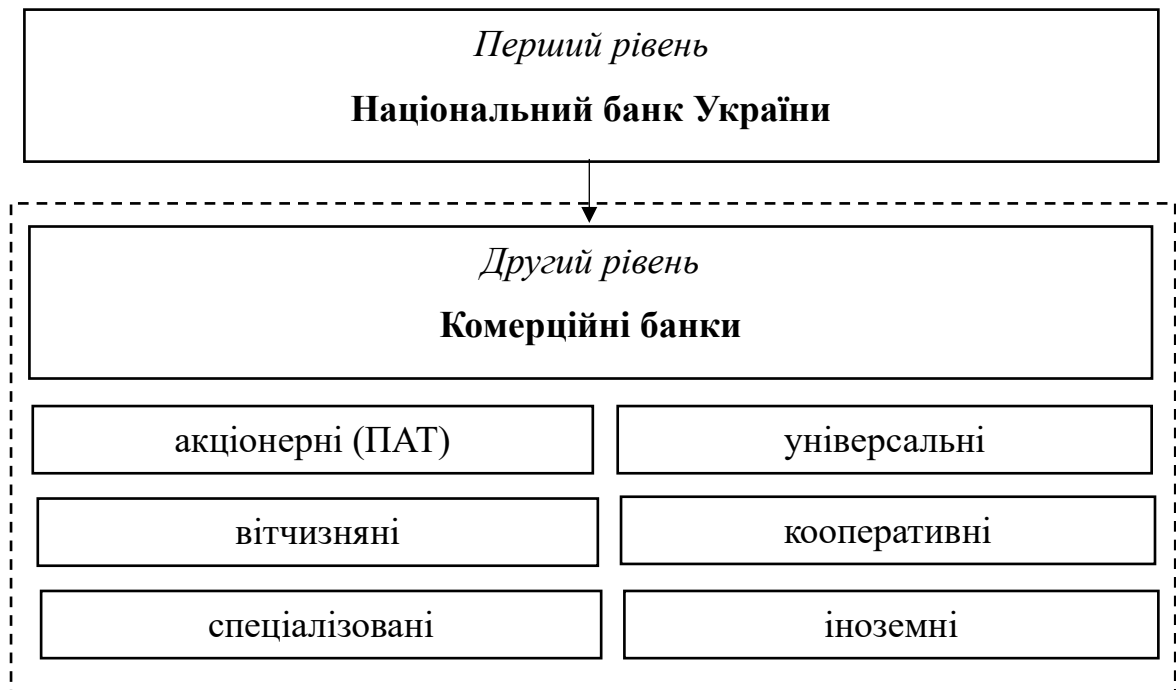 Перший рівень
Національний банк України
Другий рівень
Комерційні банки
акціонерні (ПАТ)
універсальні
вітчизняні
кооперативні
спеціалізовані
іноземні